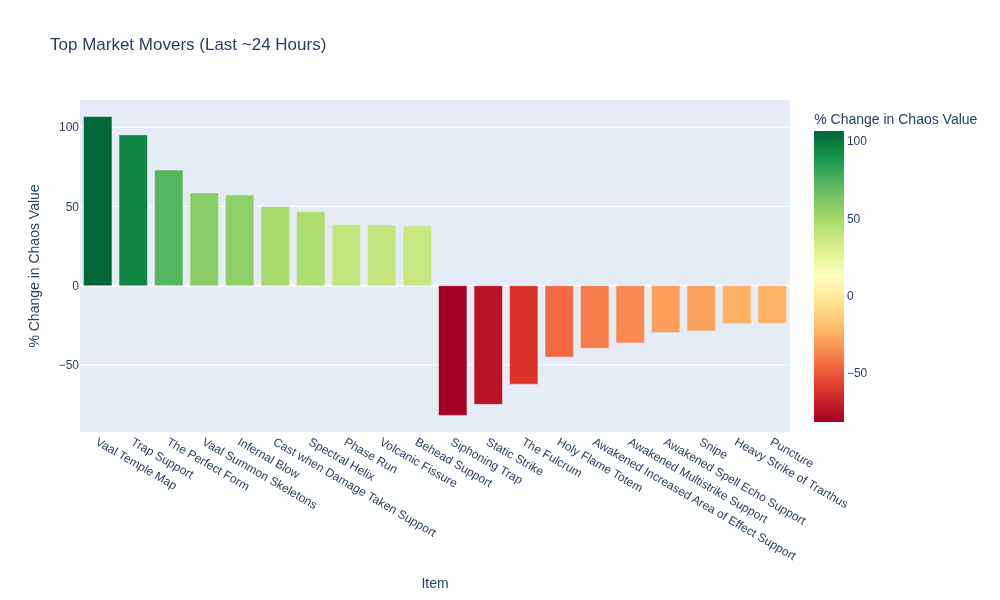 Top Market Movers (Last ~24 Hours)
% Change in Chaos Value
100
50
0
−50
% Change in Chaos Value
100
50
0
−50
Vaal Temple Map
Trap Support
The Perfect Form
Vaal Summon Skeletons
Infernal Blow
Cast when Damage Taken Support
Spectral Helix
Phase Run
Volcanic Fissure
Behead Support
Siphoning Trap
Static Strike
The Fulcrum
Holy Flame Totem
Awakened Increased Area of Effect Support
Awakened Multistrike Support
Awakened Spell Echo Support
Snipe
Heavy Strike of Trarthus
Puncture
Item